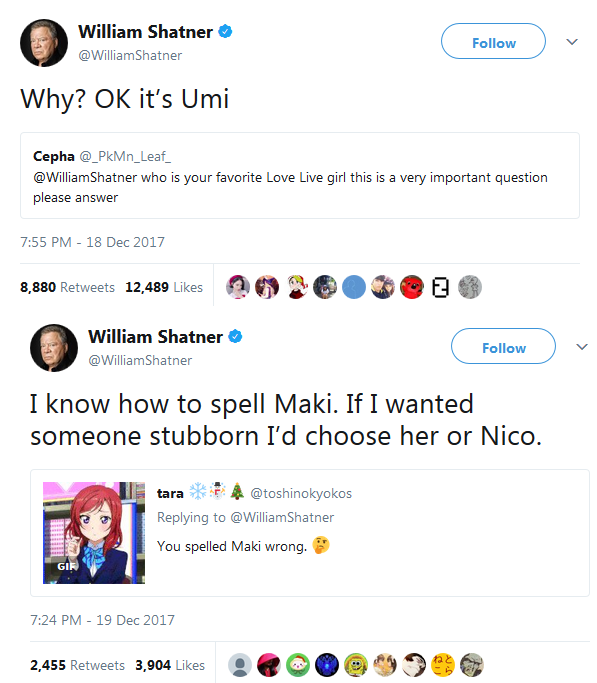 William Shatner
@WilliamShatner
Follow
Why? OK it’s Umi
Cepha @_PkMn_Leaf_
@WilliamShatner who is your favorite Love Live girl this is a very important question
please answer
7:55 PM - 18 Dec 2017
8,880 Retweets 12,489 Likes
William Shatner
@WilliamShatner
Follow
I know how to spell Maki. If I wanted
someone stubborn I’d choose her or Nico.
tara ❄️☃️🎄 @toshinokyokos
Replying to @WilliamShatner
You spelled Maki wrong. 🤔
GIF
7:24 PM - 19 Dec 2017
2,455 Retweets 3,904 Likes